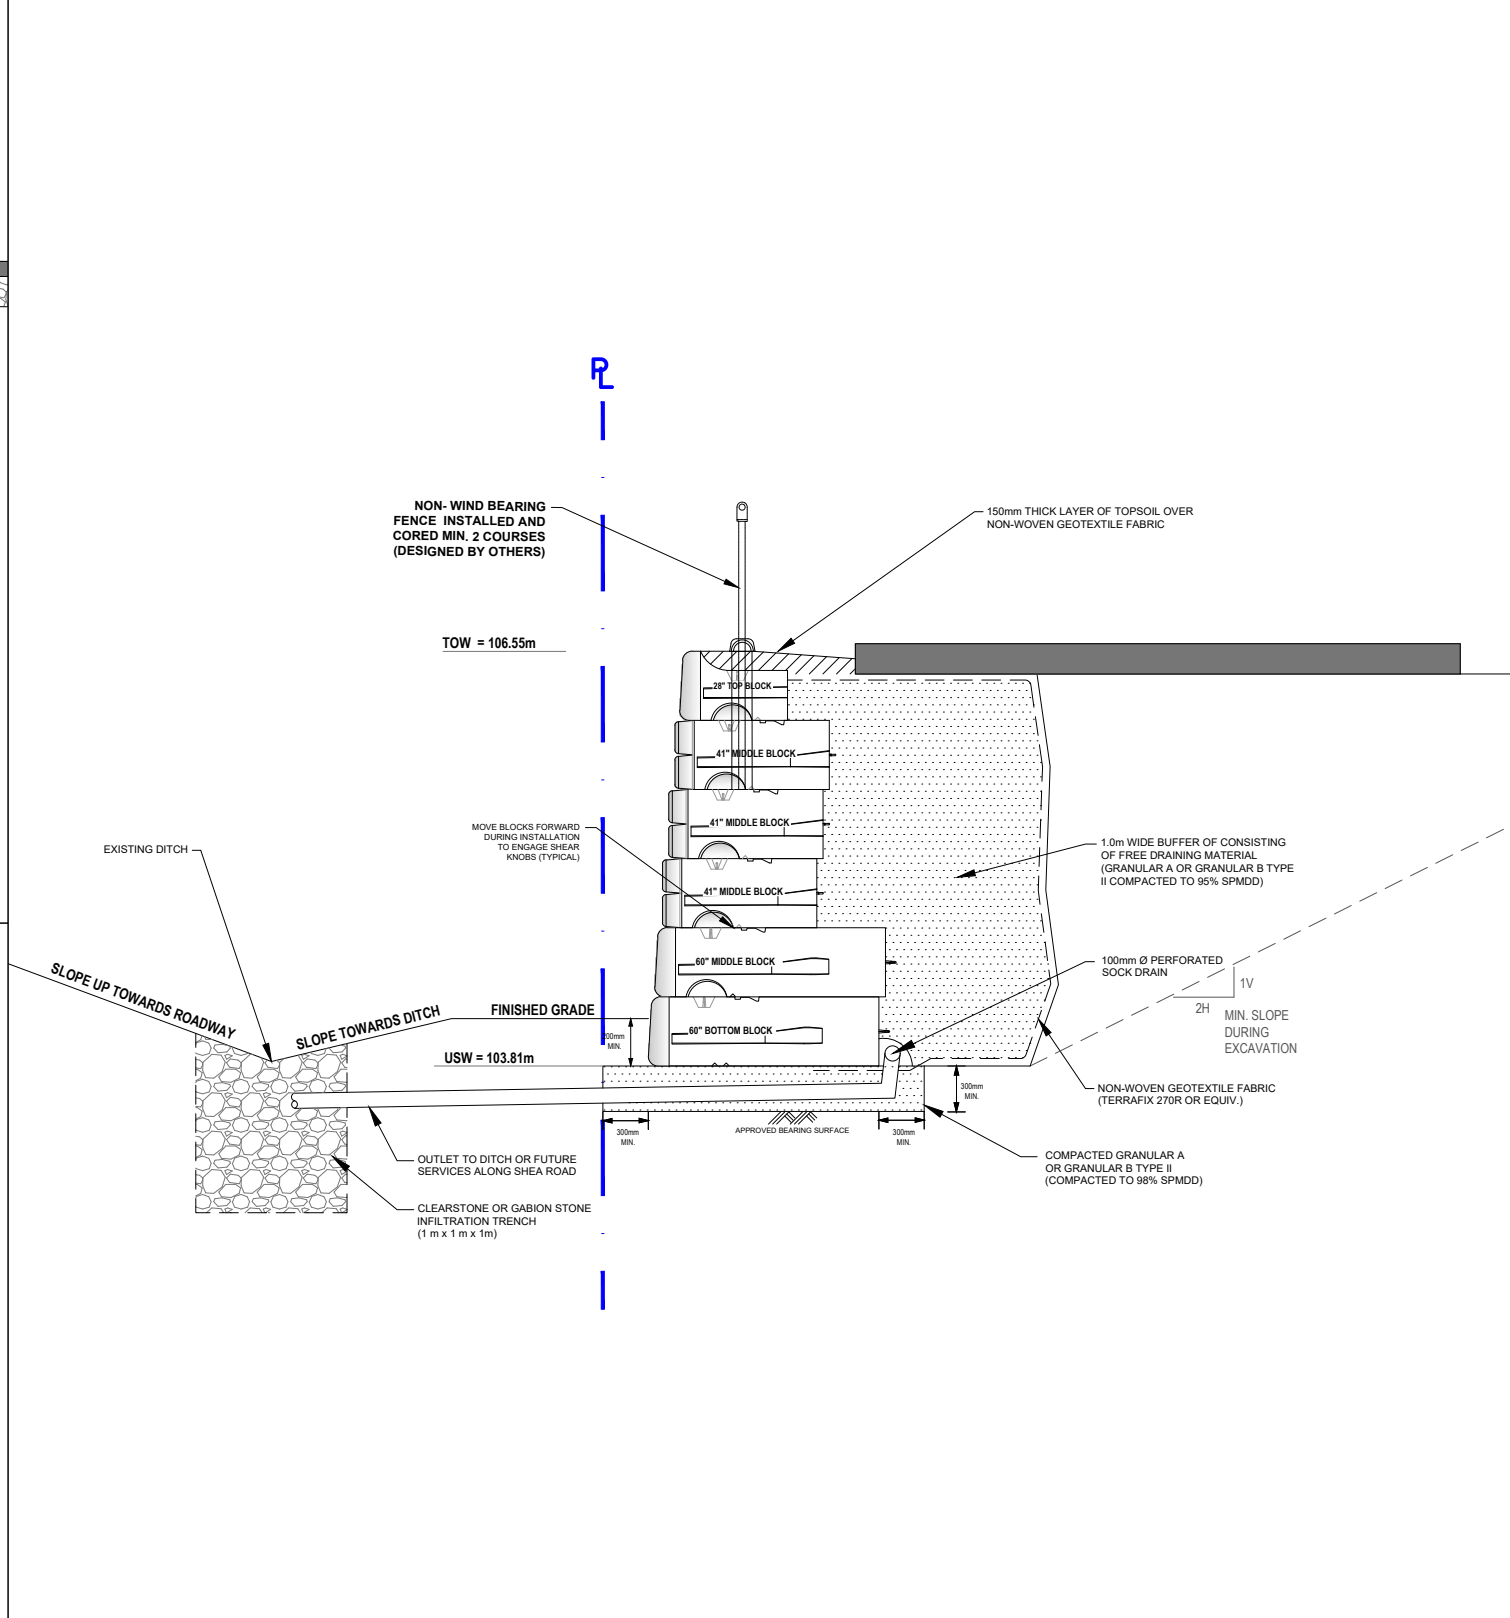 PL
NON- WIND BEARING
FENCE INSTALLED AND
CORED MIN. 2 COURSES
(DESIGNED BY OTHERS)
150mm THICK LAYER OF TOPSOIL OVER
NON-WOVEN GEOTEXTILE FABRIC
TOW = 106.55m
28" TOP BLOCK
41" MIDDLE BLOCK
MOVE BLOCKS FORWARD
DURING INSTALLATION
TO ENGAGE SHEAR
KNOBS (TYPICAL)
41" MIDDLE BLOCK
EXISTING DITCH
1.0m WIDE BUFFER OF CONSISTING
OF FREE DRAINING MATERIAL
(GRANULAR A OR GRANULAR B TYPE
II COMPACTED TO 95% SPMDD)
41" MIDDLE BLOCK
60" MIDDLE BLOCK
100mm Ø PERFORATED
SOCK DRAIN
1V
2H
MIN. SLOPE
DURING
EXCAVATION
SLOPE UP TOWARDS ROADWAY
SLOPE TOWARDS DITCH
FINISHED GRADE
60" BOTTOM BLOCK
MIN.
USW = 103.81m
300mm
MIN.
NON-WOVEN GEOTEXTILE FABRIC
(TERRAFIX 270R OR EQUIV.)
300mm
MIN.
APPROVED BEARING SURFACE
300mm
MIN.
OUTLET TO DITCH OR FUTURE
SERVICES ALONG SHEA ROAD
COMPACTED GRANULAR A
OR GRANULAR B TYPE II
(COMPACTED TO 98% SPMDD)
CLEARSTONE OR GABION STONE
INFILTRATION TRENCH
(1 m x 1 m x 1m)